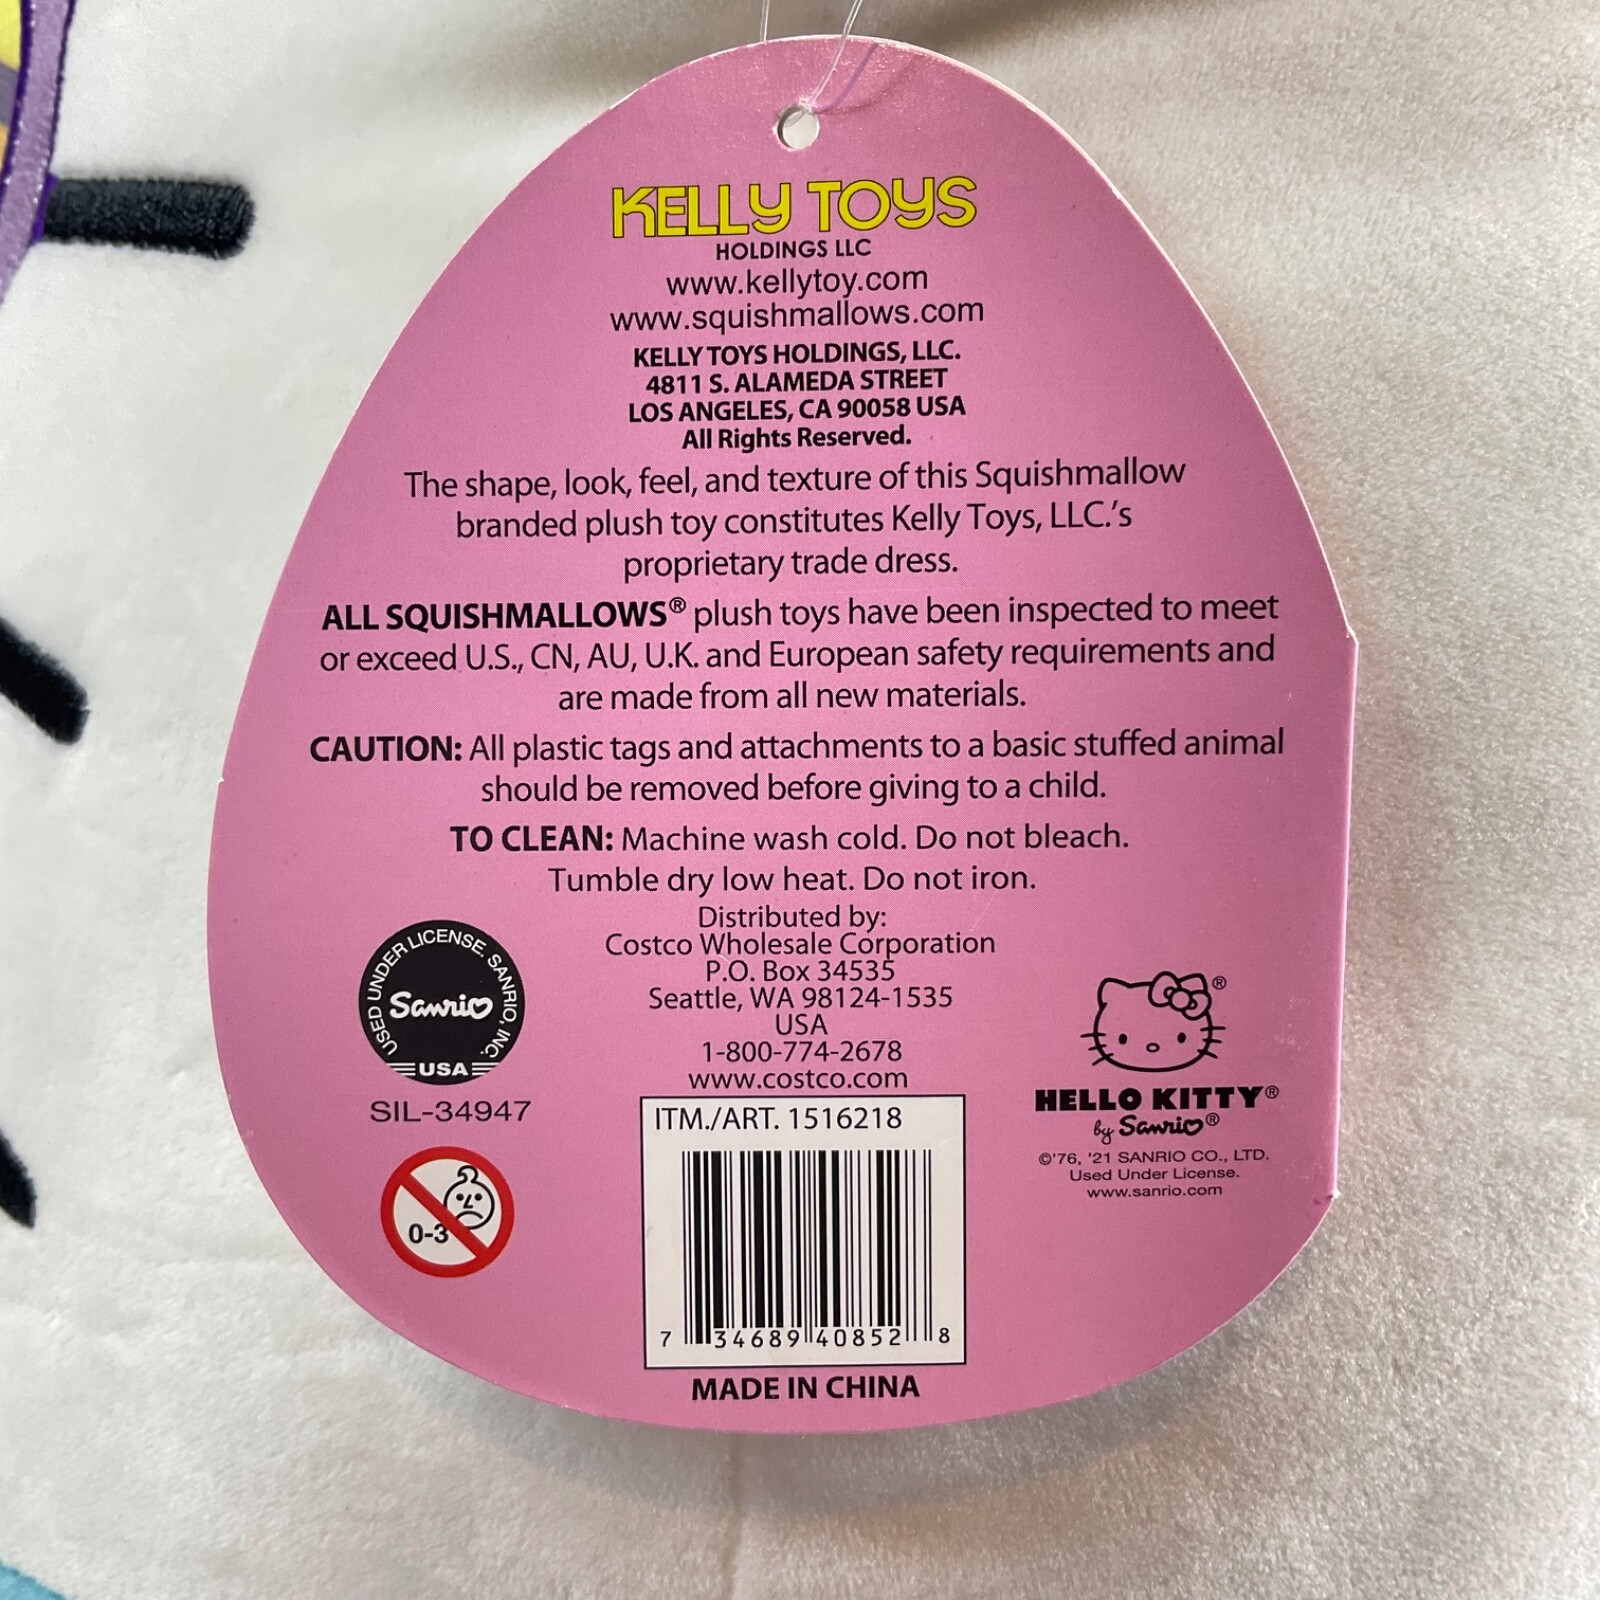 KELLY TOYS
HOLDINGS LLC
www.kellytoy.com
www.squishmallows.com
KELLY TOYS HOLDINGS, LLC.
4811 S. ALAMEDA STREET
LOS ANGELES, CA 90058 USA
All Rights Reserved.
The shape, look, feel, and texture of this Squishmallow
branded plush toy constitutes Kelly Toys, LLC.'s
proprietary trade dress.
ALL SQUISHMALLOWS® plush toys have been inspected to meet
or exceed U.S., CN, AU, U.K. and European safety requirements and
are made from all new materials.
CAUTION: All plastic tags and attachments to a basic stuffed animal
should be removed before giving to a child.
TO CLEAN: Machine wash cold. Do not bleach.
Tumble dry low heat. Do not iron.
Distributed by:
Costco Wholesale Corporation
P.O. Box 34535
Seattle, WA 98124-1535
USA
1-800-774-2678
www.costco.com
USED UNDER LICENSE. SANRIO, INC.
Sanrio
USA
SIL-34947
0-3
ITM./ART. 1516218
7 34689 40852 8
MADE IN CHINA
®
HELLO KITTY®
by Sanrio®
©'76, '21 SANRIO CO., LTD.
Used Under License.
www.sanrio.com